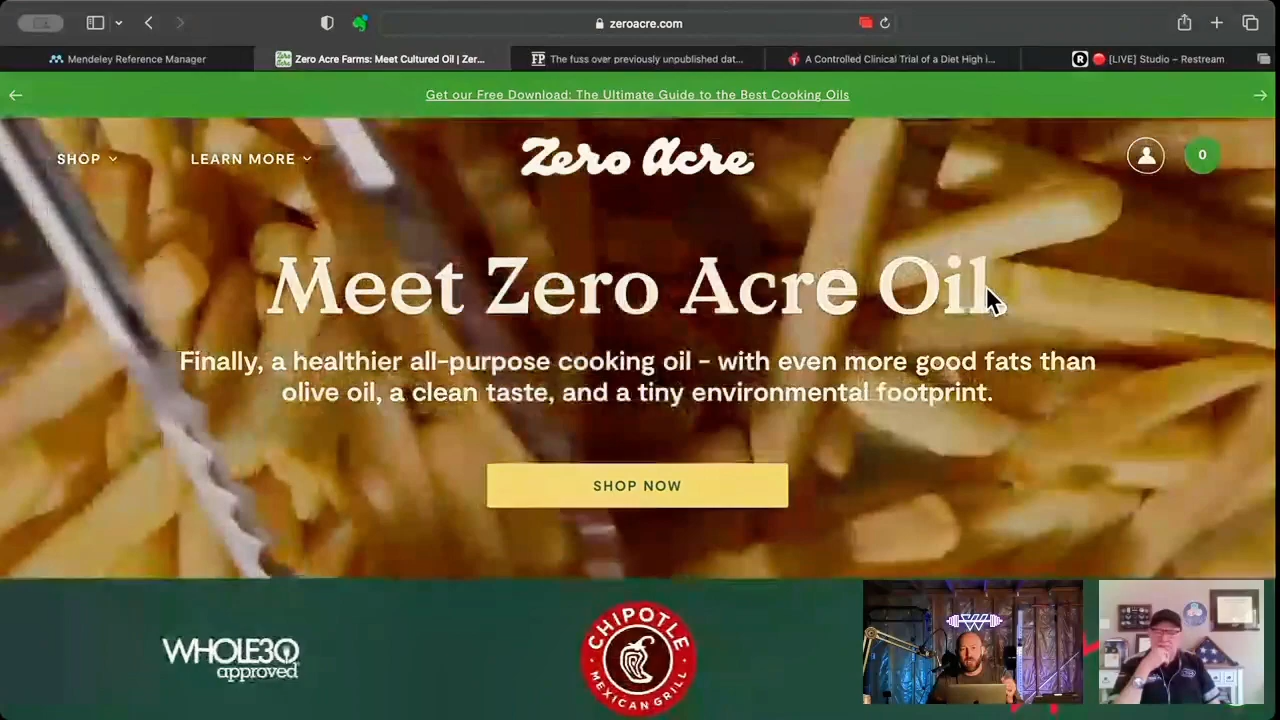 zeroacre.com
Mendeley Reference Manager
Zero Acre Farms: Meet Cultured Oil | Zer...
FP The fuss over previously unpublished dat...
A Controlled Clinical Trial of a Diet High i...
R [LIVE] Studio – Restream
Get our Free Download: The Ultimate Guide to the Best Cooking Oils
SHOP
LEARN MORE
Zero Acre
0
Meet Zero Acre Oil
Finally, a healthier all-purpose cooking oil – with even more good fats than
olive oil, a clean taste, and a tiny environmental footprint.
SHOP NOW
WHOLE30
approved
CHIPOTLE
MEXICAN GRILL